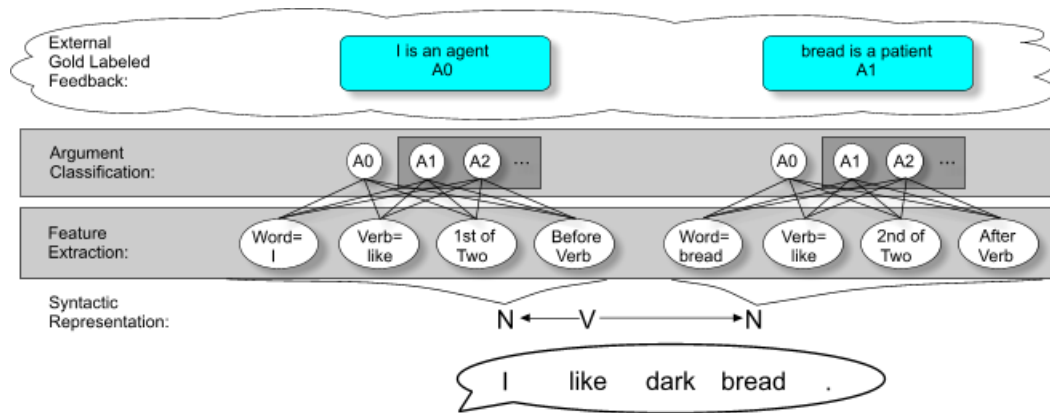 External
Gold Labeled
Feedback:
I is an agent
A0
bread is a patient
A1
Argument
Classification:
A0 A1 A2 ... A0 A1 A2 ...
Feature
Extraction:
Word=
I
Verb=
like
1st of
Two
Before
Verb
Word=
bread
Verb=
like
2nd of
Two
After
Verb
Syntactic
Representation:
N V N
I like dark bread .